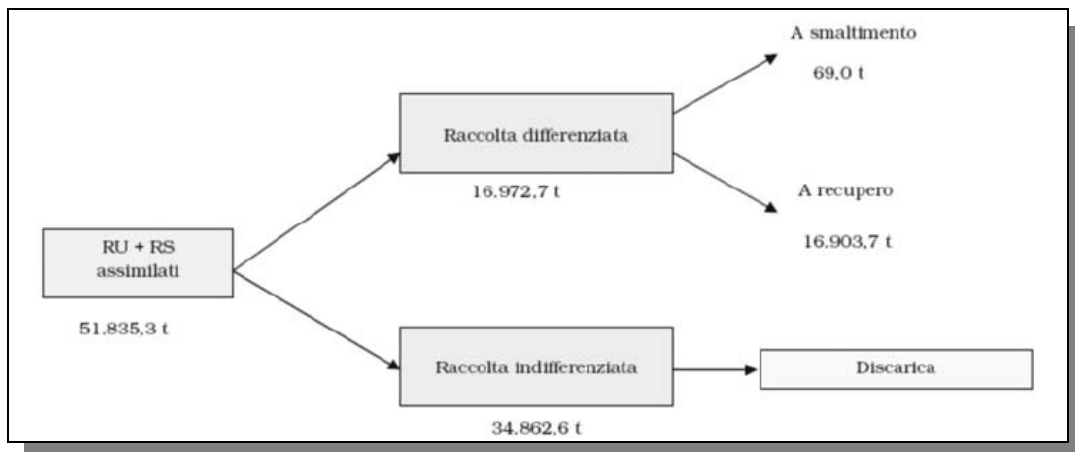 A smaltimento
69,0 t
Raccolta differenziata
16.972,7 t
A recupero
16.903,7 t
RU + RS
assimilati
51.835,3 t
Raccolta indifferenziata
34.862,6 t
Discarica